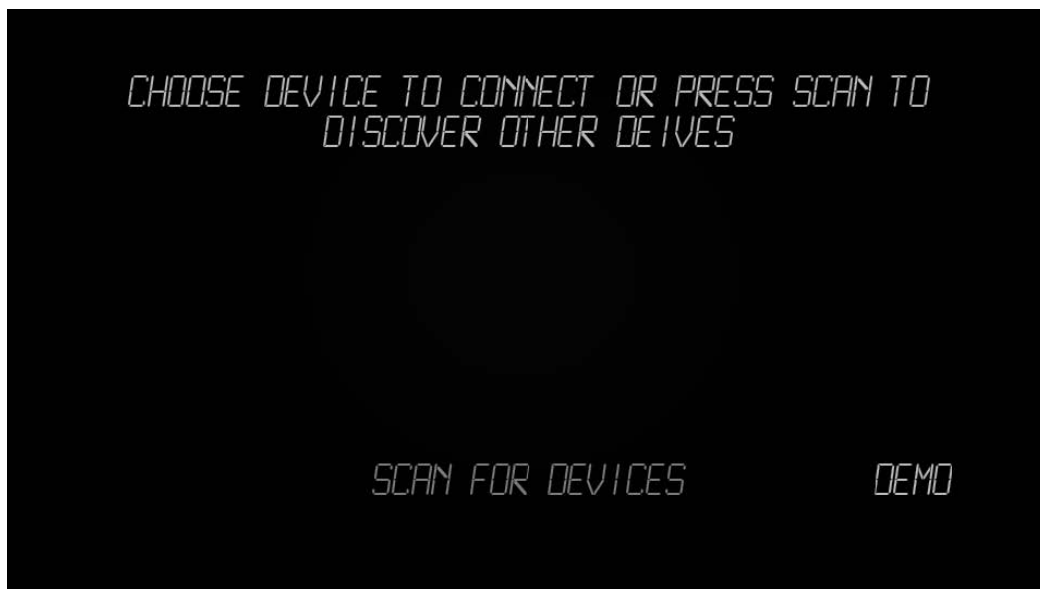 CHOOSE DEVICE TO CONNECT OR PRESS SCAN TO
DISCOVER OTHER DEIVES
SCAN FOR DEVICES
DEMO